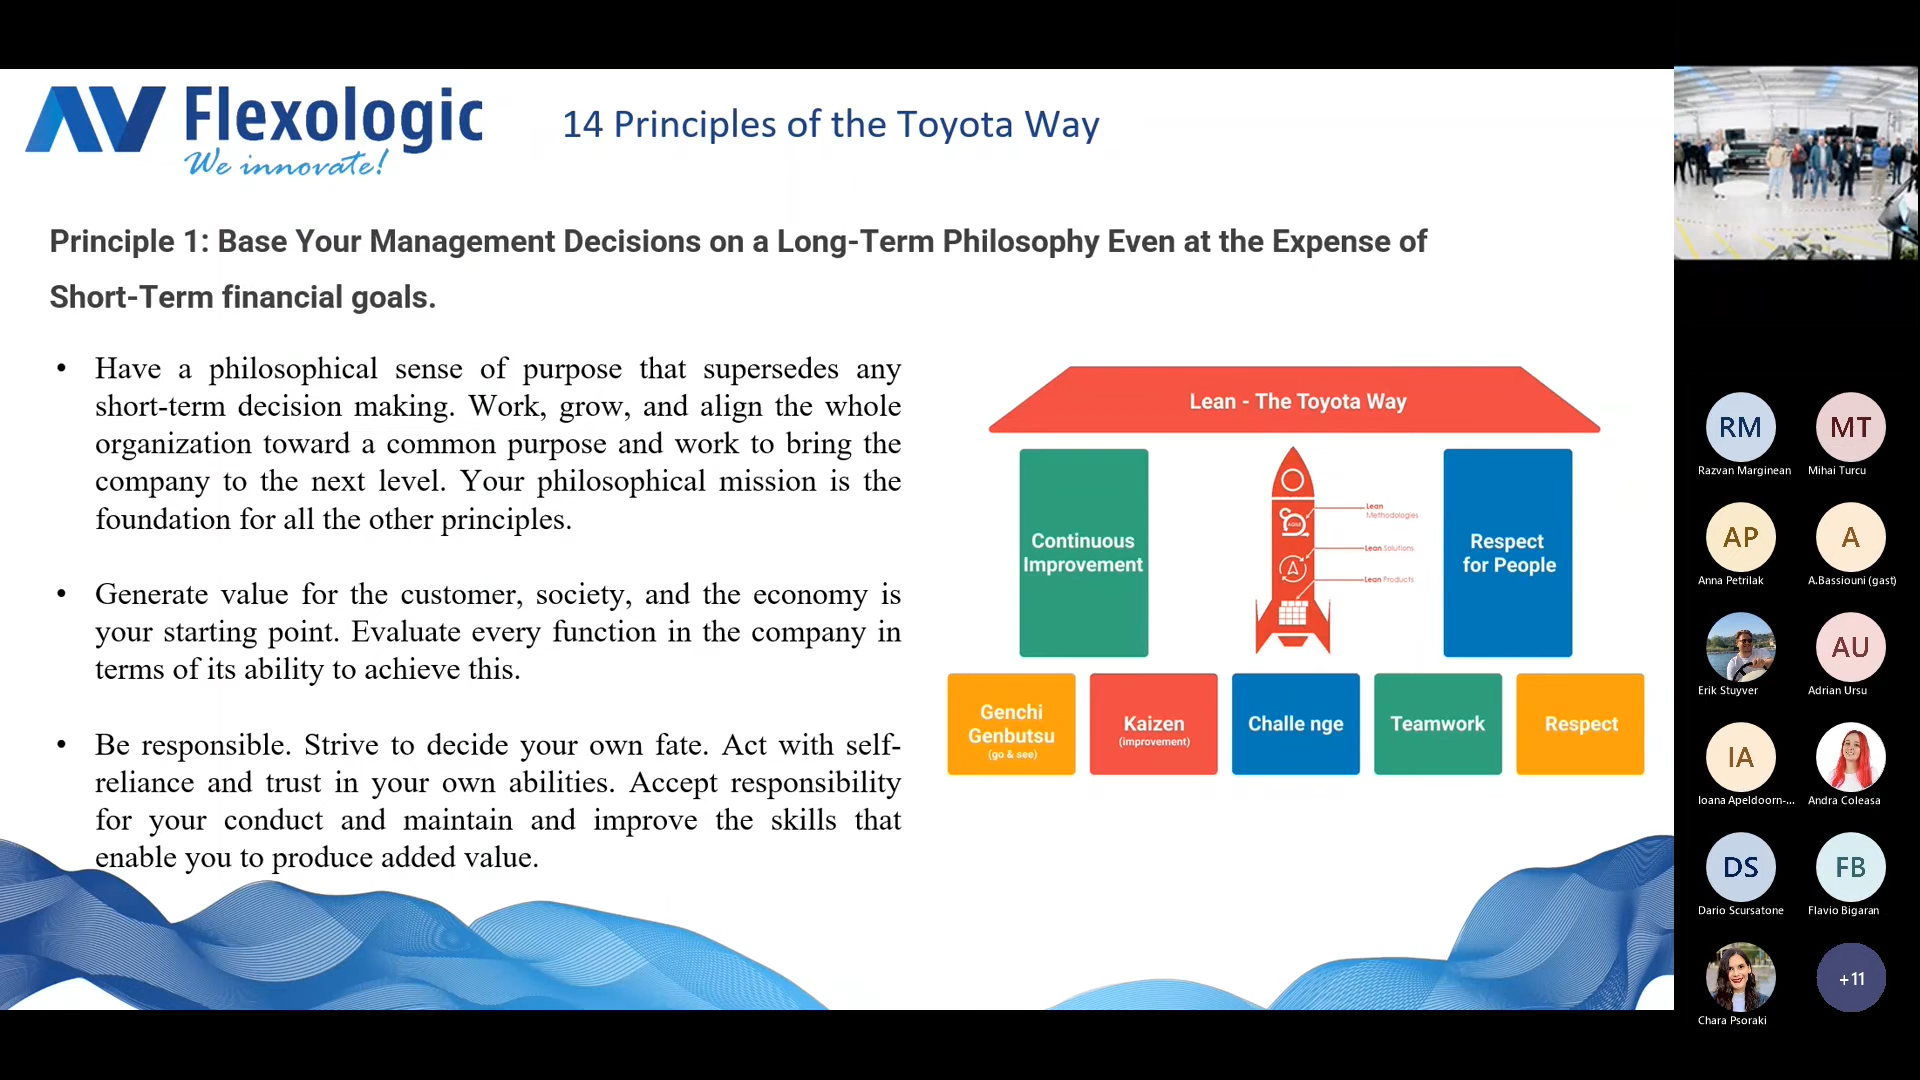 AV Flexologic
We innovate!
14 Principles of the Toyota Way
Principle 1: Base Your Management Decisions on a Long-Term Philosophy Even at the Expense of
Short-Term financial goals.
• Have a philosophical sense of purpose that supersedes any
short-term decision making. Work, grow, and align the whole
organization toward a common purpose and work to bring the
company to the next level. Your philosophical mission is the
foundation for all the other principles.
• Generate value for the customer, society, and the economy is
your starting point. Evaluate every function in the company in
terms of its ability to achieve this.
• Be responsible. Strive to decide your own fate. Act with self-
reliance and trust in your own abilities. Accept responsibility
for your conduct and maintain and improve the skills that
enable you to produce added value.
Lean - The Toyota Way
Continuous
Improvement
AGILE
Lean
Methodologies
Lean Solutions
Lean Products
Respect
for People
Genchi
Genbutsu
(go & see)
Kaizen
(improvement)
Challe nge
Teamwork
Respect
RM
Razvan Marginean
MT
Mihai Turcu
AP
Anna Petrilak
A
A.Bassiouni (gast)
Erik Stuyver
AU
Adrian Ursu
IA
Ioana Apeldoorn-...
Andra Coleasa
DS
Dario Scursatone
FB
Flavio Bigaran
Chara Psoraki
+11